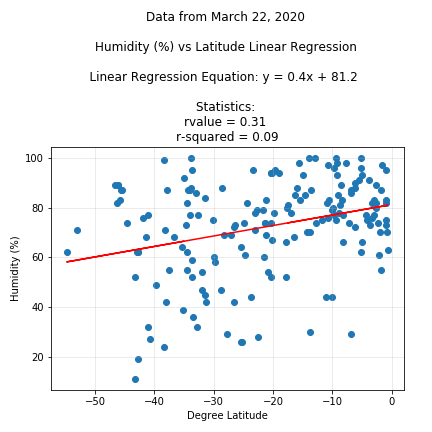 Data from March 22, 2020
Humidity (%) vs Latitude Linear Regression
Linear Regression Equation: y = 0.4x + 81.2
Statistics:
rvalue = 0.31
r-squared = 0.09
100
80
60
40
20
Humidity (%)
−50 −40 −30 −20 −10 0
Degree Latitude